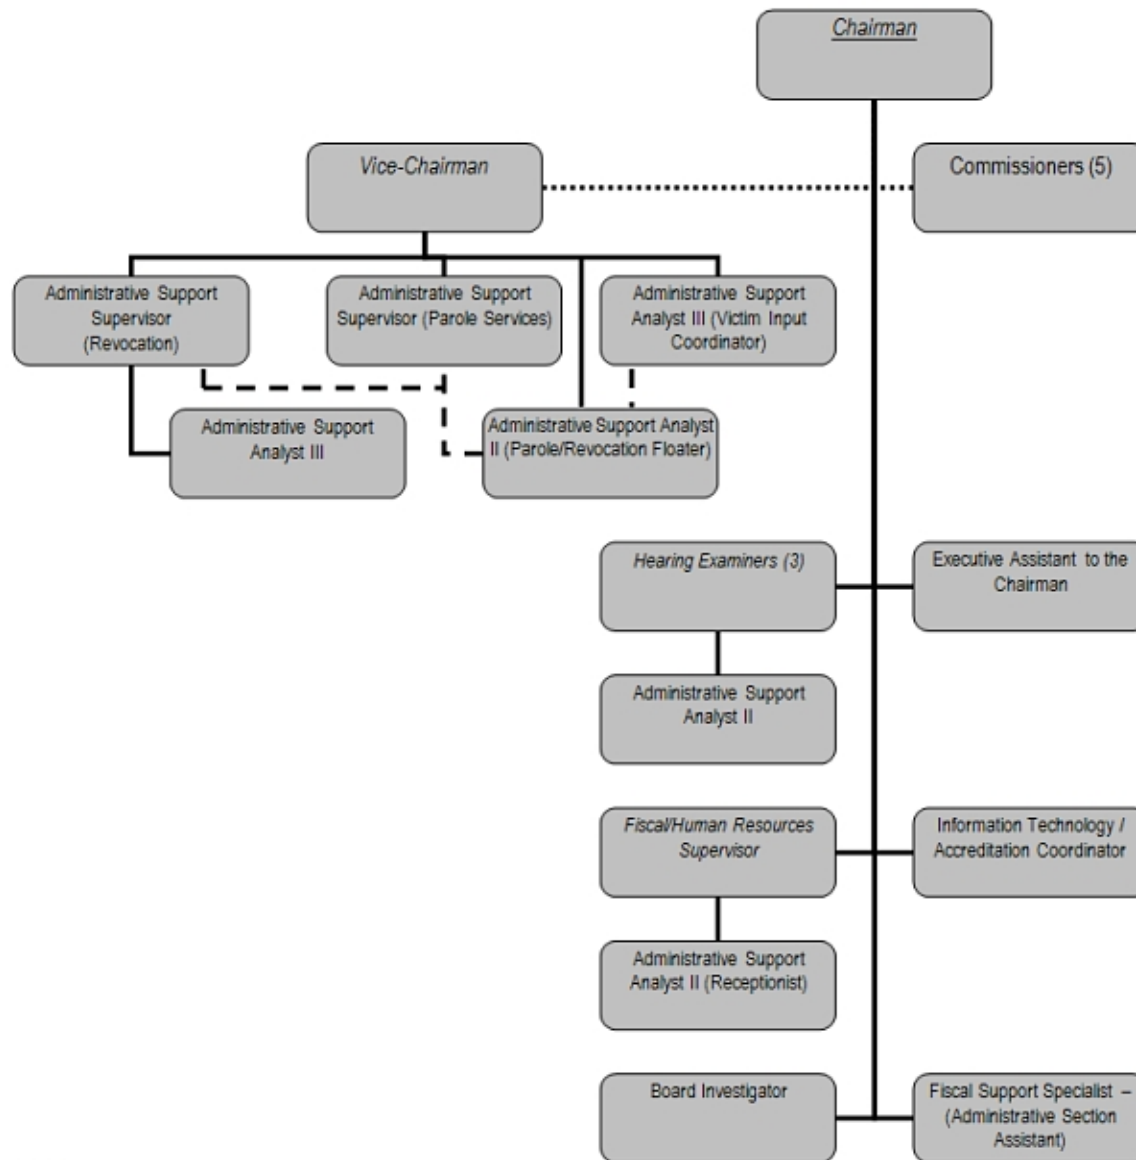 Chairman
Vice-Chairman
Commissioners (5)
Administrative Support
Supervisor
(Revocation)
Administrative Support
Supervisor (Parole Services)
Administrative Support
Analyst III (Victim Input
Coordinator)
Administrative Support
Analyst III
Administrative Support Analyst
II (Parole/Revocation Floater)
Hearing Examiners (3)
Executive Assistant to the
Chairman
Administrative Support
Analyst II
Fiscal/Human Resources
Supervisor
Information Technology /
Accreditation Coordinator
Administrative Support
Analyst II (Receptionist)
Board Investigator
Fiscal Support Specialist –
(Administrative Section
Assistant)